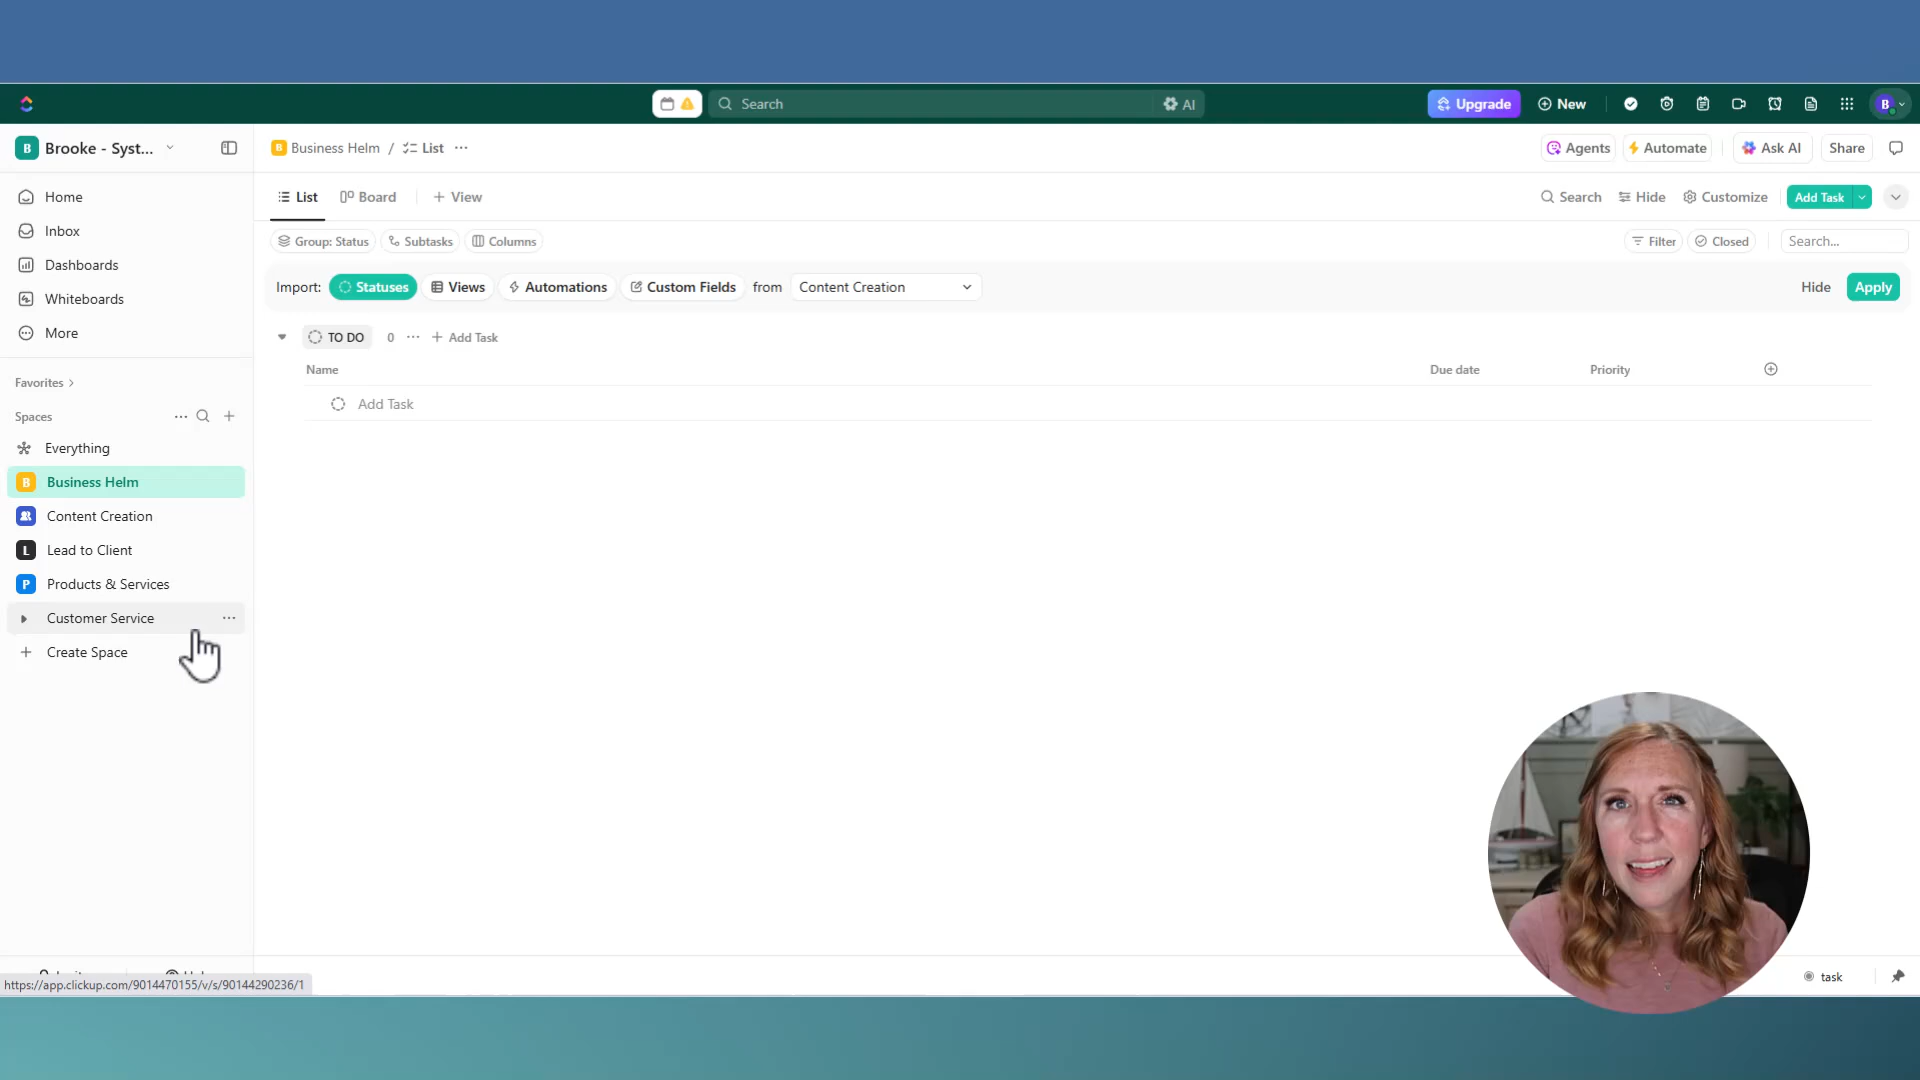 Search
AI
Upgrade
New
B
B
Brooke - Syst...
B
Business Helm
/
List
Agents
Automate
Ask AI
Share
Home
Inbox
Dashboards
Whiteboards
More
List
Board
View
Search
Hide
Customize
Add Task
Group: Status
Subtasks
Columns
Filter
Closed
Search...
Import:
Statuses
Views
Automations
Custom Fields
from
Content Creation
Hide
Apply
TO DO
0
Add Task
Name
Due date
Priority
Add Task
Favorites
Spaces
Everything
B
Business Helm
Content Creation
L
Lead to Client
P
Products & Services
Customer Service
Create Space
https://app.clickup.com/9014470155/v/s/90144290236/1
task